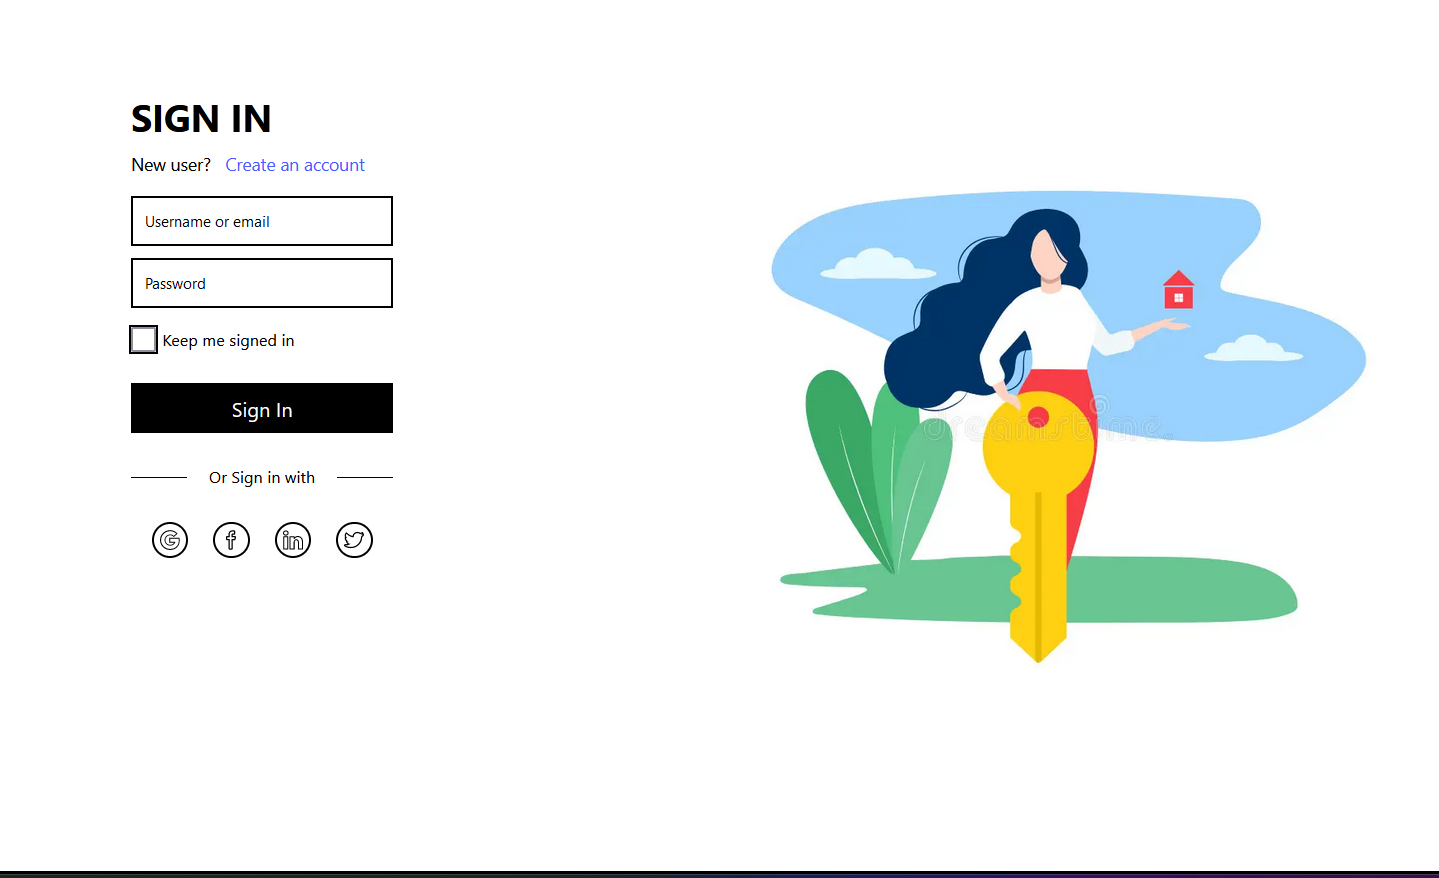 SIGN IN
New user? Create an account
Username or email
Password
Keep me signed in
Sign In
Or Sign in with
dreamstime.